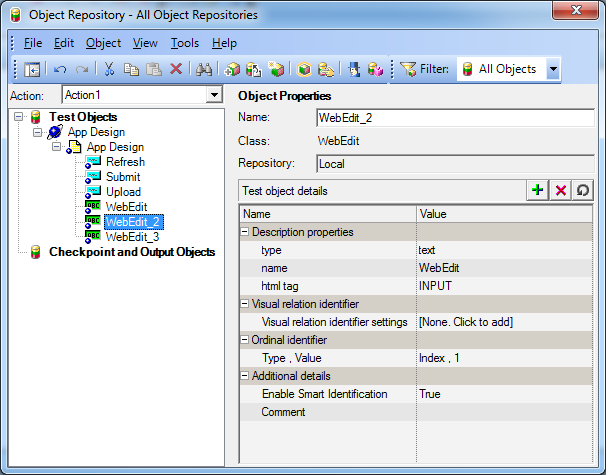 Object Repository - All Object Repositories
File Edit Object View Tools Help
Filter: All Objects
Action: Action1
Test Objects
App Design
App Design
Refresh
Submit
Upload
WebEdit
WebEdit_2
WebEdit_3
Checkpoint and Output Objects
Object Properties
Name: WebEdit_2
Class: WebEdit
Repository: Local
Test object details
Name Value
Description properties
type text
name WebEdit
html tag INPUT
Visual relation identifier
Visual relation identifier settings [None. Click to add]
Ordinal identifier
Type , Value Index , 1
Additional details
Enable Smart Identification True
Comment